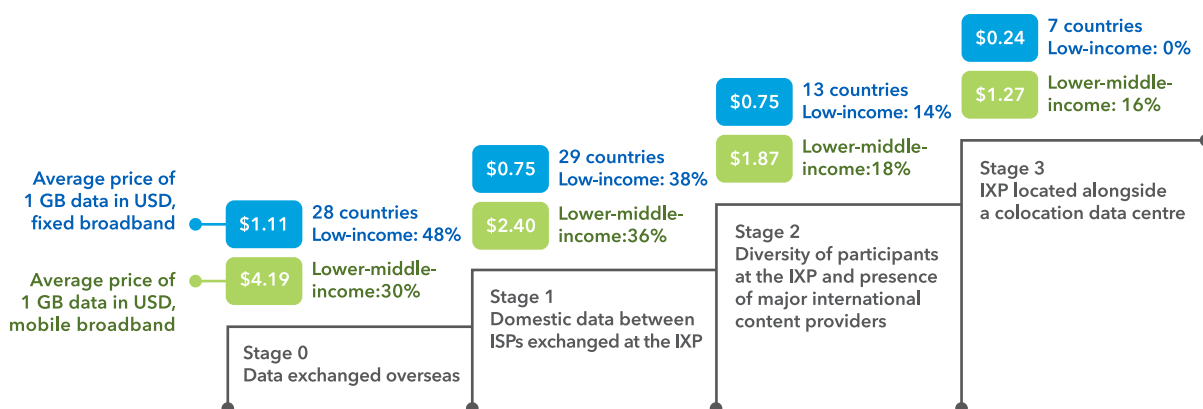 Average price of
1 GB data in USD,
fixed broadband
Average price of
1 GB data in USD,
mobile broadband
$1.11
28 countries
Low-income: 48%
$4.19
Lower-middle-
income:30%
Stage 0
Data exchanged overseas
$0.75
29 countries
Low-income: 38%
$2.40
Lower-middle-
income:36%
Stage 1
Domestic data between
ISPs exchanged at the IXP
$0.75
13 countries
Low-income: 14%
$1.87
Lower-middle-
income:18%
Stage 2
Diversity of participants
at the IXP and presence
of major international
content providers
$0.24
7 countries
Low-income: 0%
$1.27
Lower-middle-
income: 16%
Stage 3
IXP located alongside
a colocation data centre